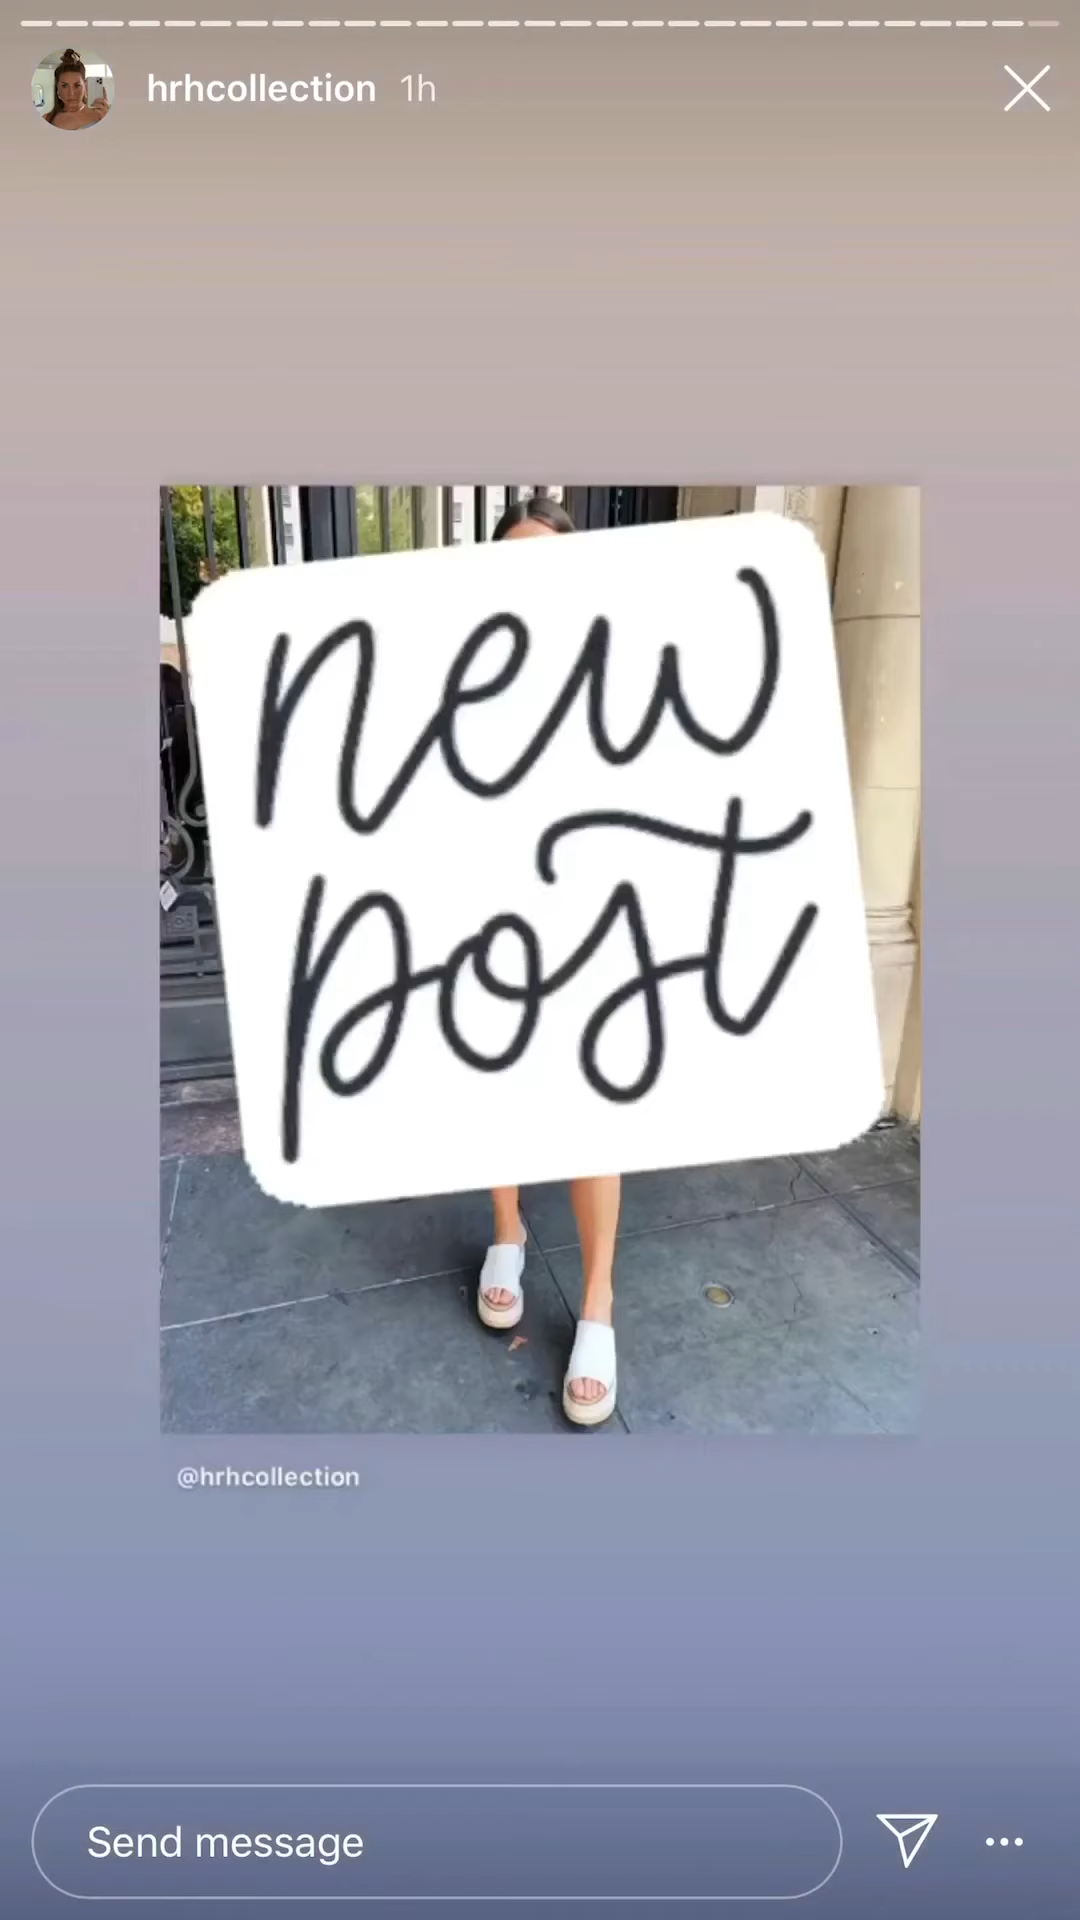 hrhcollection 1h
new
post
@hrhcollection
Send message